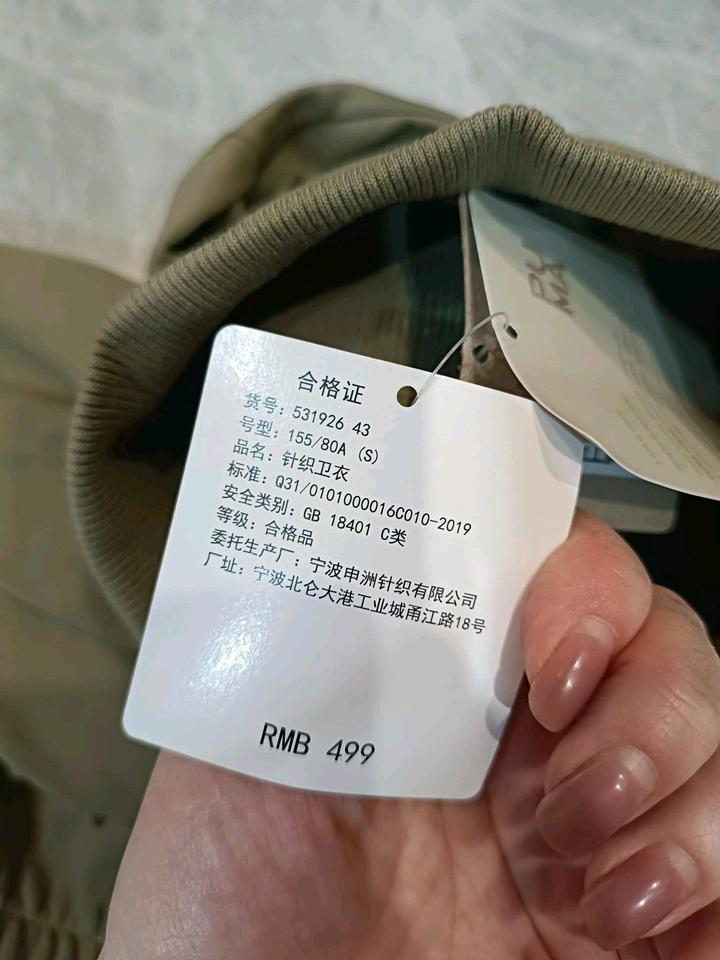 合格证
货号：531926 43
号型：155/80A (S)
品名：针织卫衣
标准：Q31/0101000016C010-2019
安全类别：GB 18401 C类
等级：合格品
委托生产厂：宁波申洲针织有限公司
厂址：宁波北仑大港工业城甬江路18号
RMB 499
PU
MA